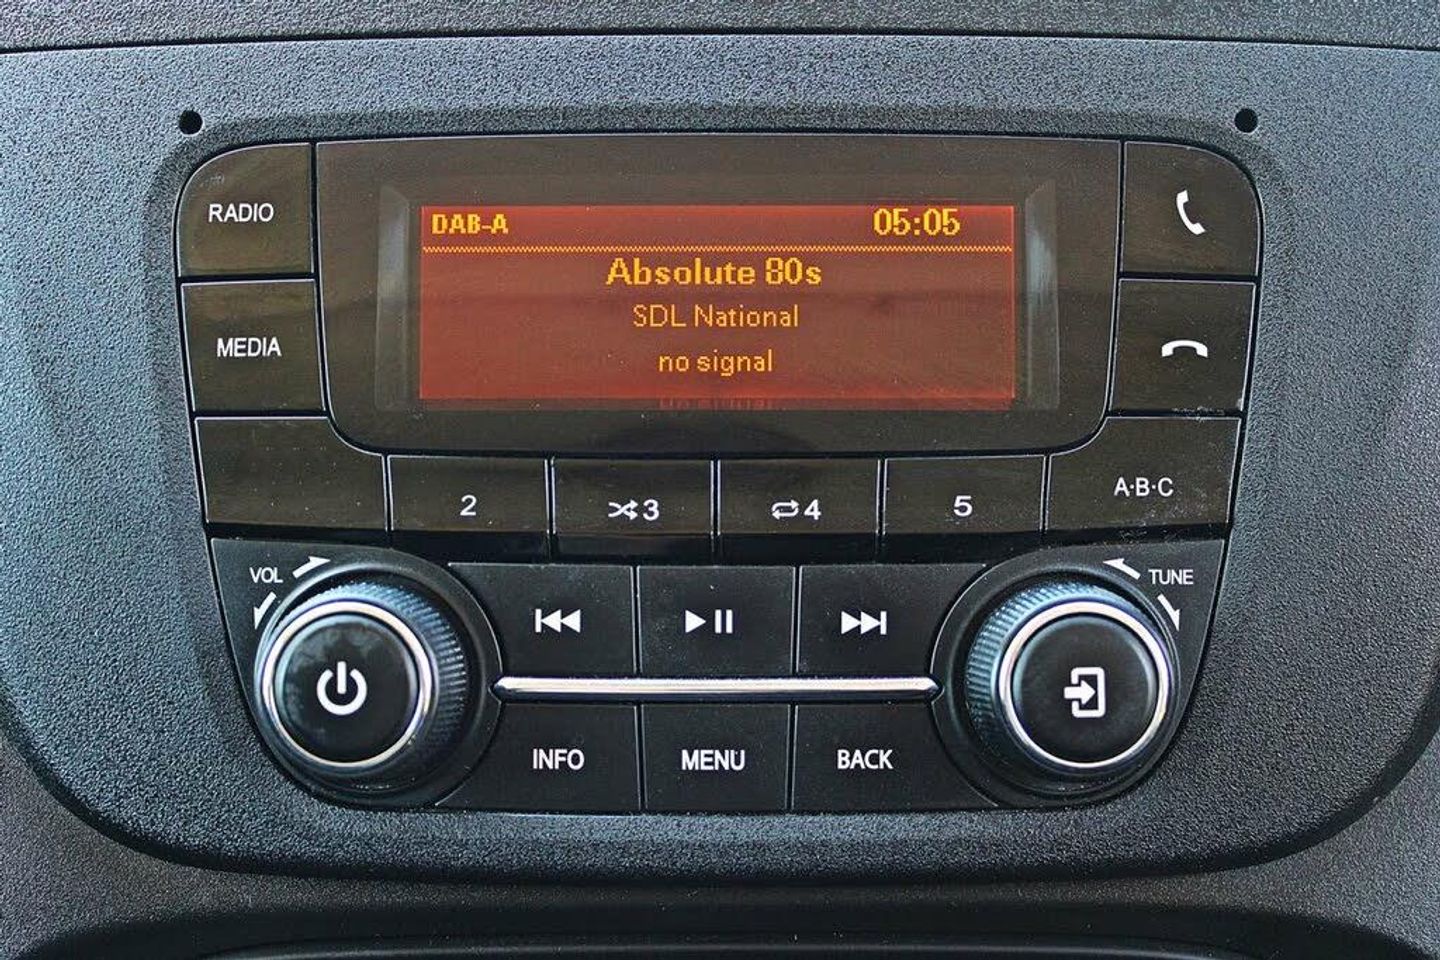 RADIO
DAB-A 05:05
Absolute 80s
SDL National
no signal
MEDIA
2 3 4 5 A·B·C
VOL TUNE
INFO MENU BACK